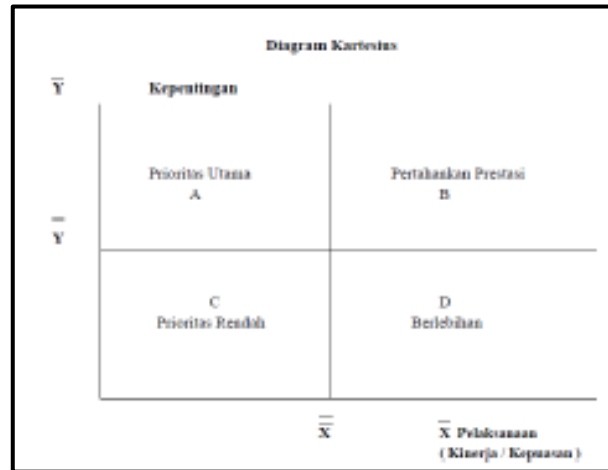 Diagram Kartesius
Y̅ Kepentingan
Prioritas Utama
A
Pertahankan Prestasi
B
Y̿
C
Prioritas Rendah
D
Berlebihan
X̿
X̅ Pelaksanaan
( Kinerja / Kepuasan )